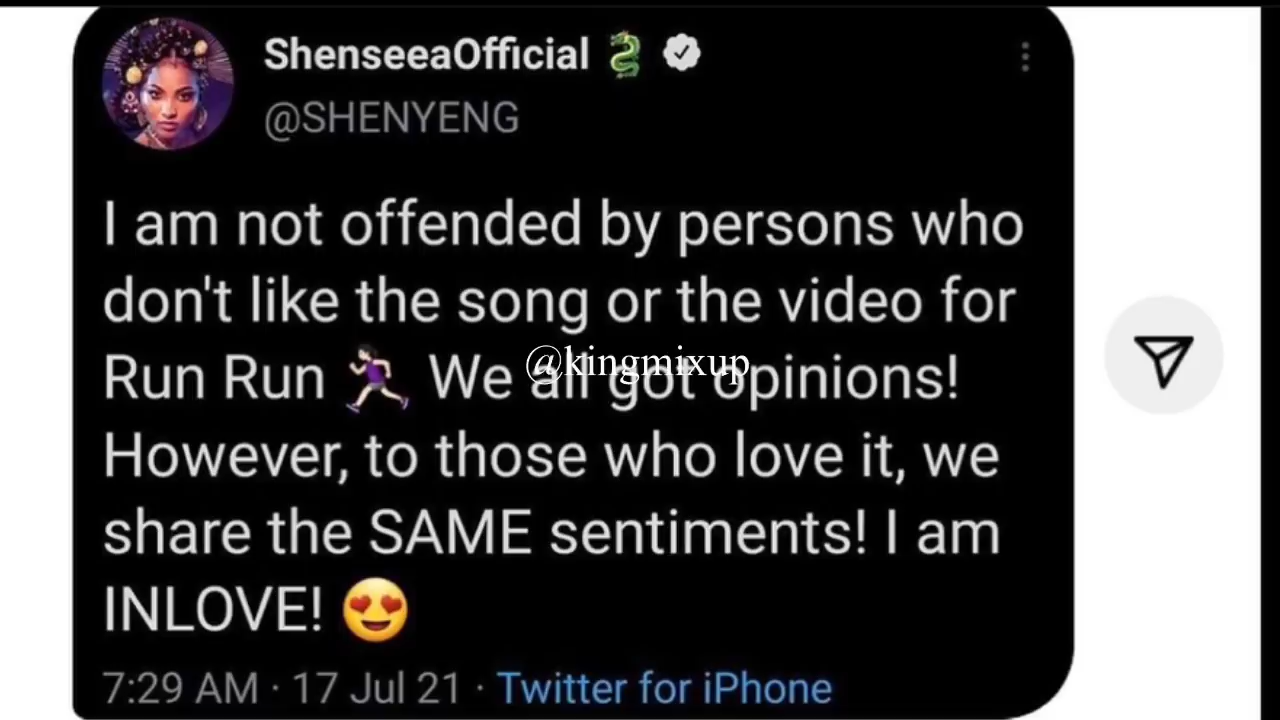 ShenseeaOfficial 🐉
@SHENYENG
I am not offended by persons who
don't like the song or the video for
Run Run 🏃🏻‍♀️ We all got opinions!
@kingmixup
However, to those who love it, we
share the SAME sentiments! I am
INLOVE! 😍
7:29 AM · 17 Jul 21 · Twitter for iPhone